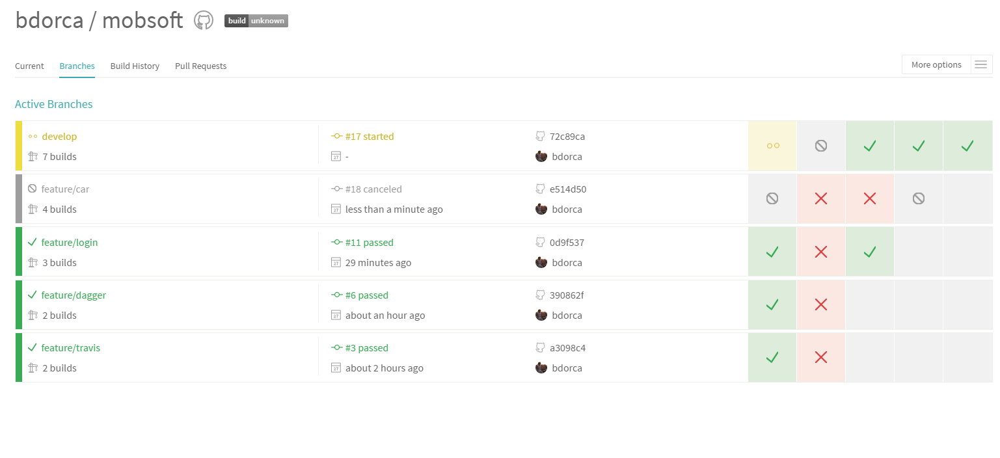 bdorca / mobsoft build unknown
Current Branches Build History Pull Requests More options
Active Branches
develop #17 started 72c89ca
7 builds - bdorca
feature/car #18 canceled e514d50
4 builds less than a minute ago bdorca
feature/login #11 passed 0d9f537
3 builds 29 minutes ago bdorca
feature/dagger #6 passed 390862f
2 builds about an hour ago bdorca
feature/travis #3 passed a3098c4
2 builds about 2 hours ago bdorca